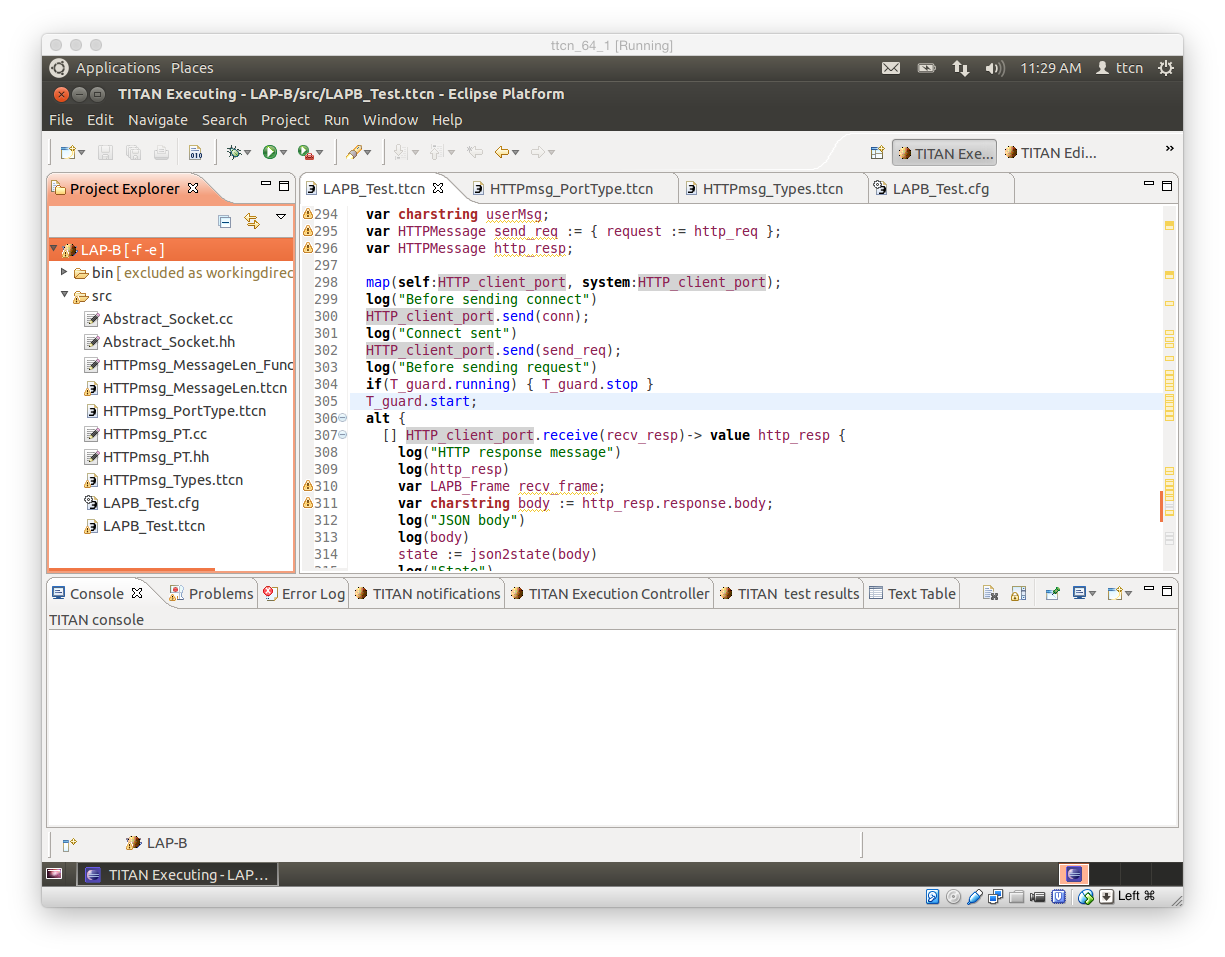 ttcn_64_1 [Running]
Applications Places 11:29 AM ttcn
TITAN Executing - LAP-B/src/LAPB_Test.ttcn - Eclipse Platform
File Edit Navigate Search Project Run Window Help
010 TITAN Exe... TITAN Edi... »
Project Explorer
LAP-B [ -f -e ]
bin [ excluded as workingdirec
src
Abstract_Socket.cc
Abstract_Socket.hh
HTTPmsg_MessageLen_Func
HTTPmsg_MessageLen.ttcn
HTTPmsg_PortType.ttcn
HTTPmsg_PT.cc
HTTPmsg_PT.hh
HTTPmsg_Types.ttcn
LAPB_Test.cfg
LAPB_Test.ttcn
LAPB_Test.ttcn HTTPmsg_PortType.ttcn HTTPmsg_Types.ttcn LAPB_Test.cfg
294 var charstring userMsg;
295 var HTTPMessage send_req := { request := http_req };
296 var HTTPMessage http_resp;
297
298 map(self:HTTP_client_port, system:HTTP_client_port);
299 log("Before sending connect")
300 HTTP_client_port.send(conn);
301 log("Connect sent")
302 HTTP_client_port.send(send_req);
303 log("Before sending request")
304 if(T_guard.running) { T_guard.stop }
305 T_guard.start;
306 alt {
307 [] HTTP_client_port.receive(recv_resp)-> value http_resp {
308 log("HTTP response message")
309 log(http_resp)
310 var LAPB_Frame recv_frame;
311 var charstring body := http_resp.response.body;
312 log("JSON body")
313 log(body)
314 state := json2state(body)
315 log("State")
Console Problems Error Log TITAN notifications TITAN Execution Controller TITAN test results Text Table
TITAN console
LAP-B
TITAN Executing - LAP...
Left ⌘